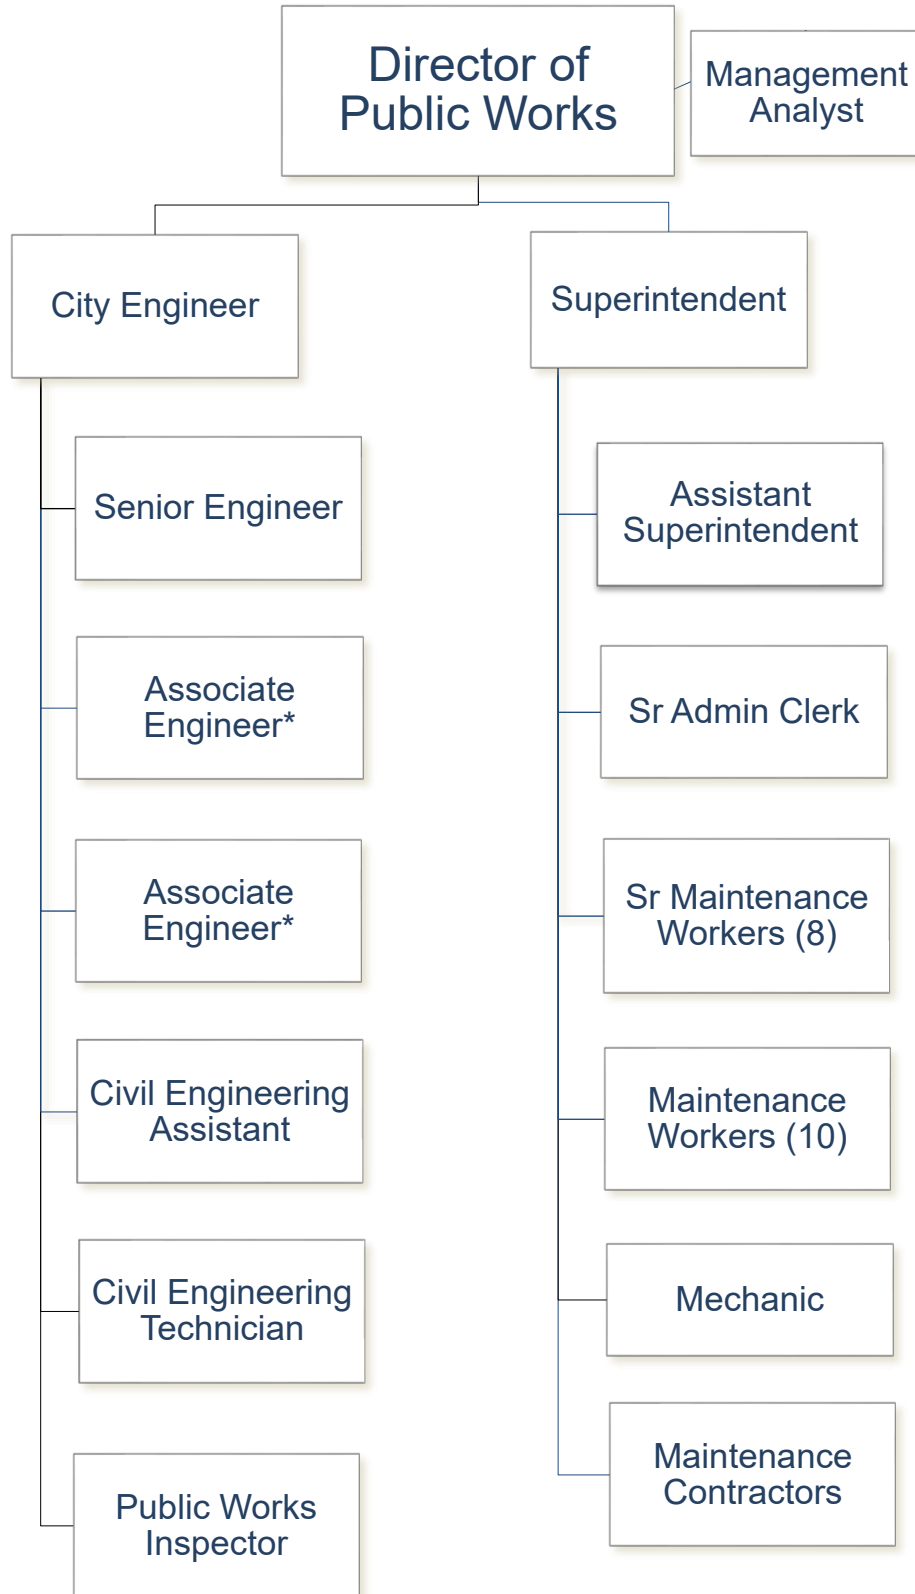 Director of
Public Works
Management
Analyst
City Engineer
Superintendent
Senior Engineer
Assistant
Superintendent
Associate
Engineer*
Sr Admin Clerk
Associate
Engineer*
Sr Maintenance
Workers (8)
Civil Engineering
Assistant
Maintenance
Workers (10)
Civil Engineering
Technician
Mechanic
Maintenance
Contractors
Public Works
Inspector